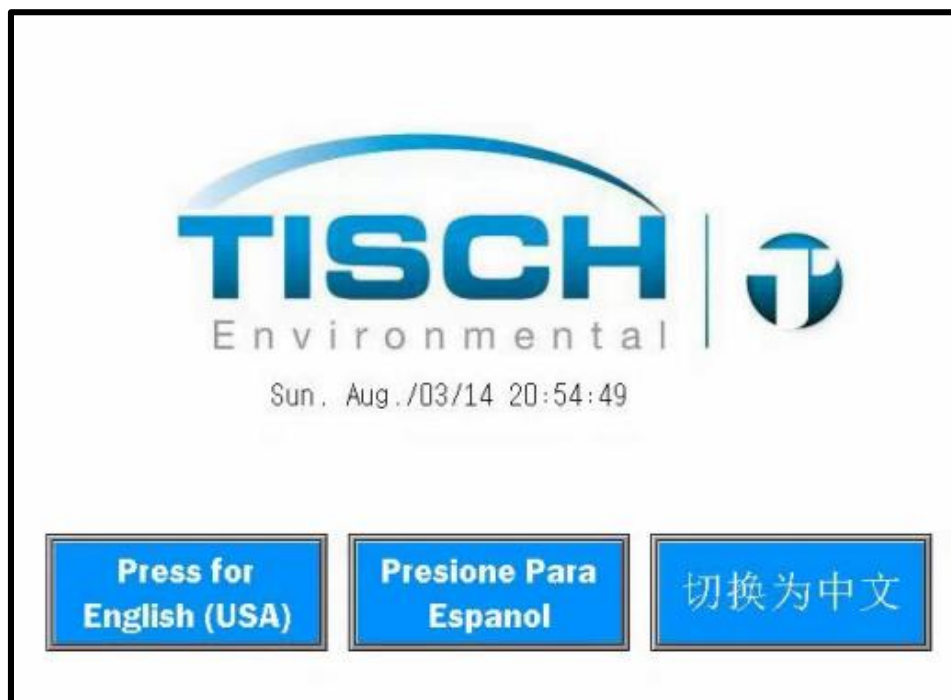 TISCH
Environmental
Sun. Aug./03/14 20:54:49
Press for
English (USA)
Presione Para
Espanol
切换为中文